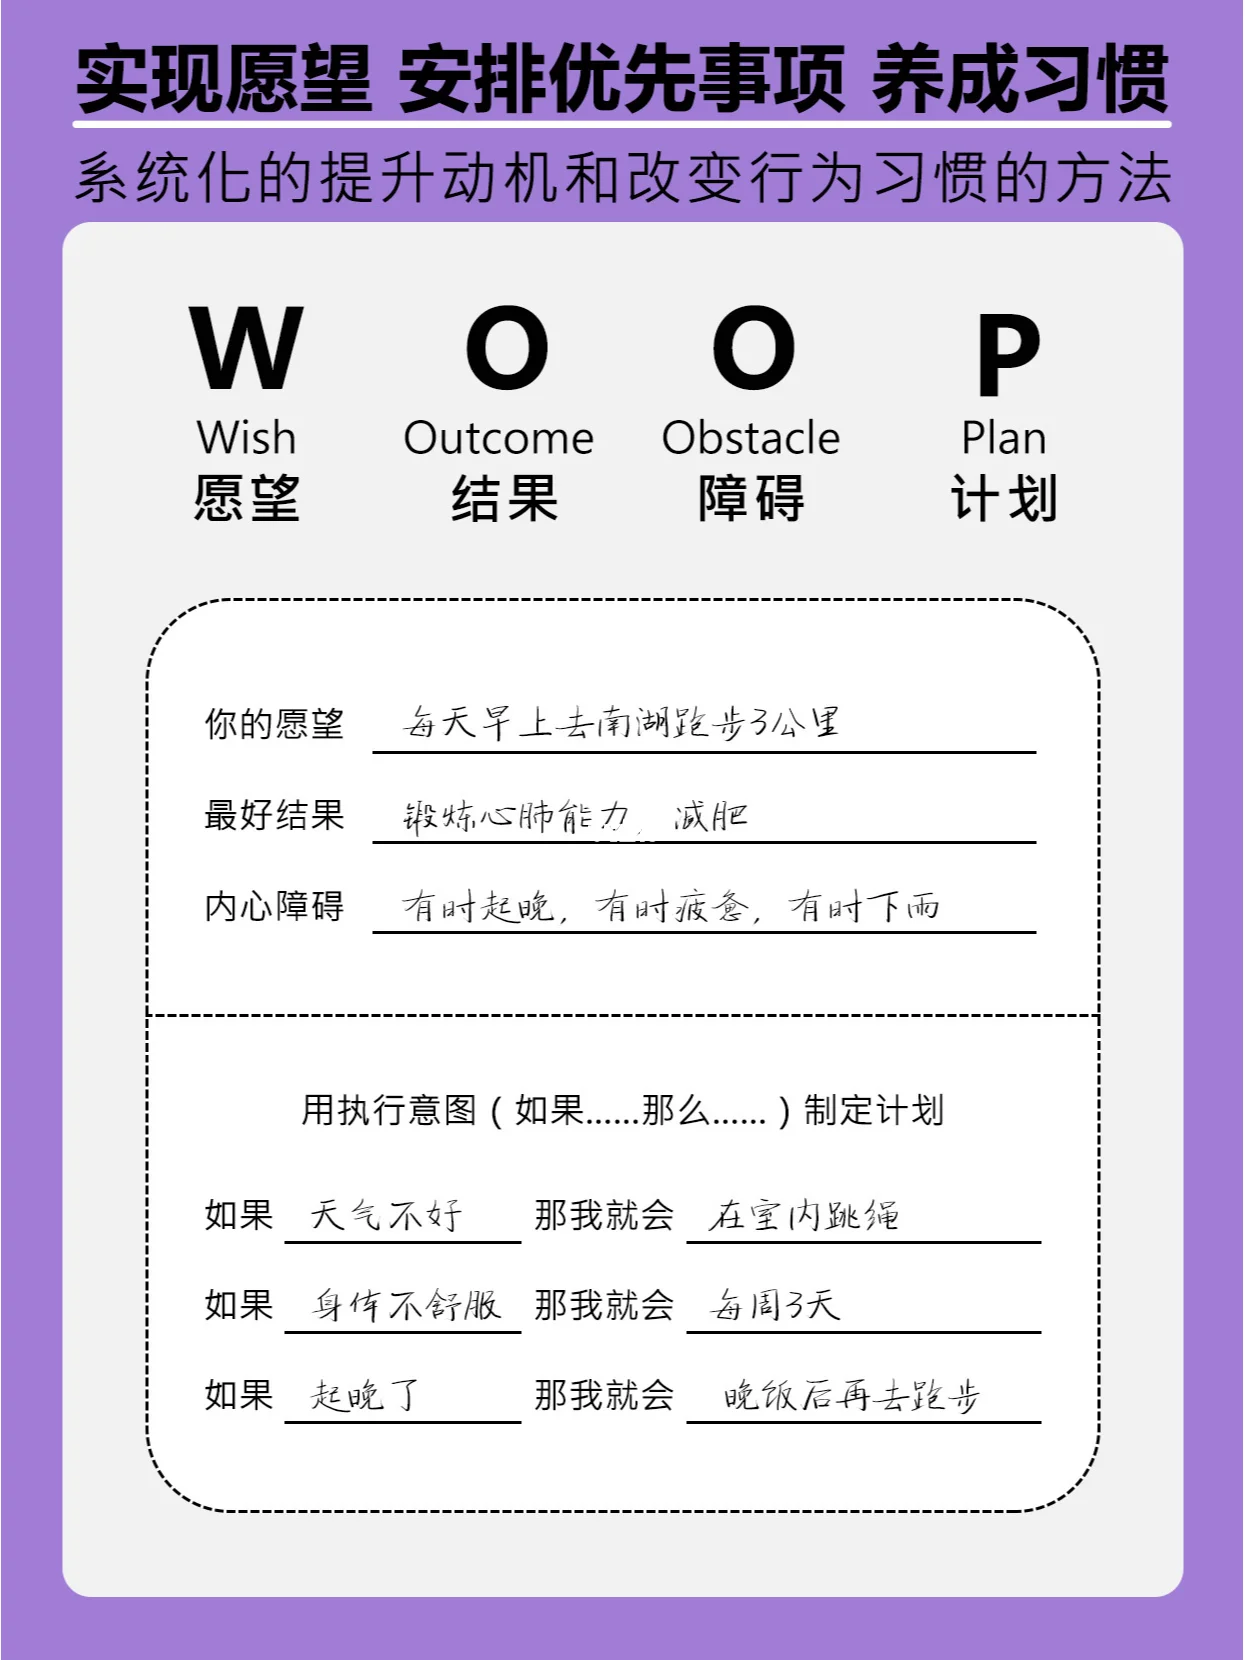 实现愿望 安排优先事项 养成习惯
系统化的提升动机和改变行为习惯的方法
W O O P
Wish Outcome Obstacle Plan
愿望 结果 障碍 计划
你的愿望 每天早上去南湖跑步3公里
最好结果 锻炼心肺能力，减肥
内心障碍 有时起晚，有时疲惫，有时下雨
用执行意图（如果……那么……）制定计划
如果 天气不好 那我就会 在室内跳绳
如果 身体不舒服 那我就会 每周3天
如果 起晚了 那我就会 晚饭后再去跑步